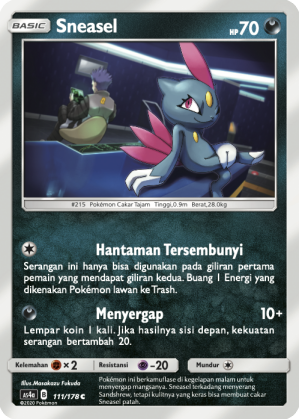 BASIC
Sneasel
HP70
#215 Pokémon Cakar Tajam Tinggi,0.9m Berat,28.0kg
Hantaman Tersembunyi
Serangan ini hanya bisa digunakan pada giliran pertama
pemain yang mendapat giliran kedua. Buang 1 Energi yang
dikenakan Pokémon lawan ke Trash.
Menyergap 10+
Lempar koin 1 kali. Jika hasilnya sisi depan, kekuatan
serangan bertambah 20.
Kelemahan ×2 Resistansi -20 Mundur
Illus.Masakazu Fukuda
AS4a B 111/178 C
©2020 Pokémon
Pokémon ini berkamuflase di kegelapan malam untuk
menyergap mangsanya. Sneasel terkadang menyerang
Sandshrew, tetapi kulitnya yang keras bisa membuat cakar
Sneasel patah.